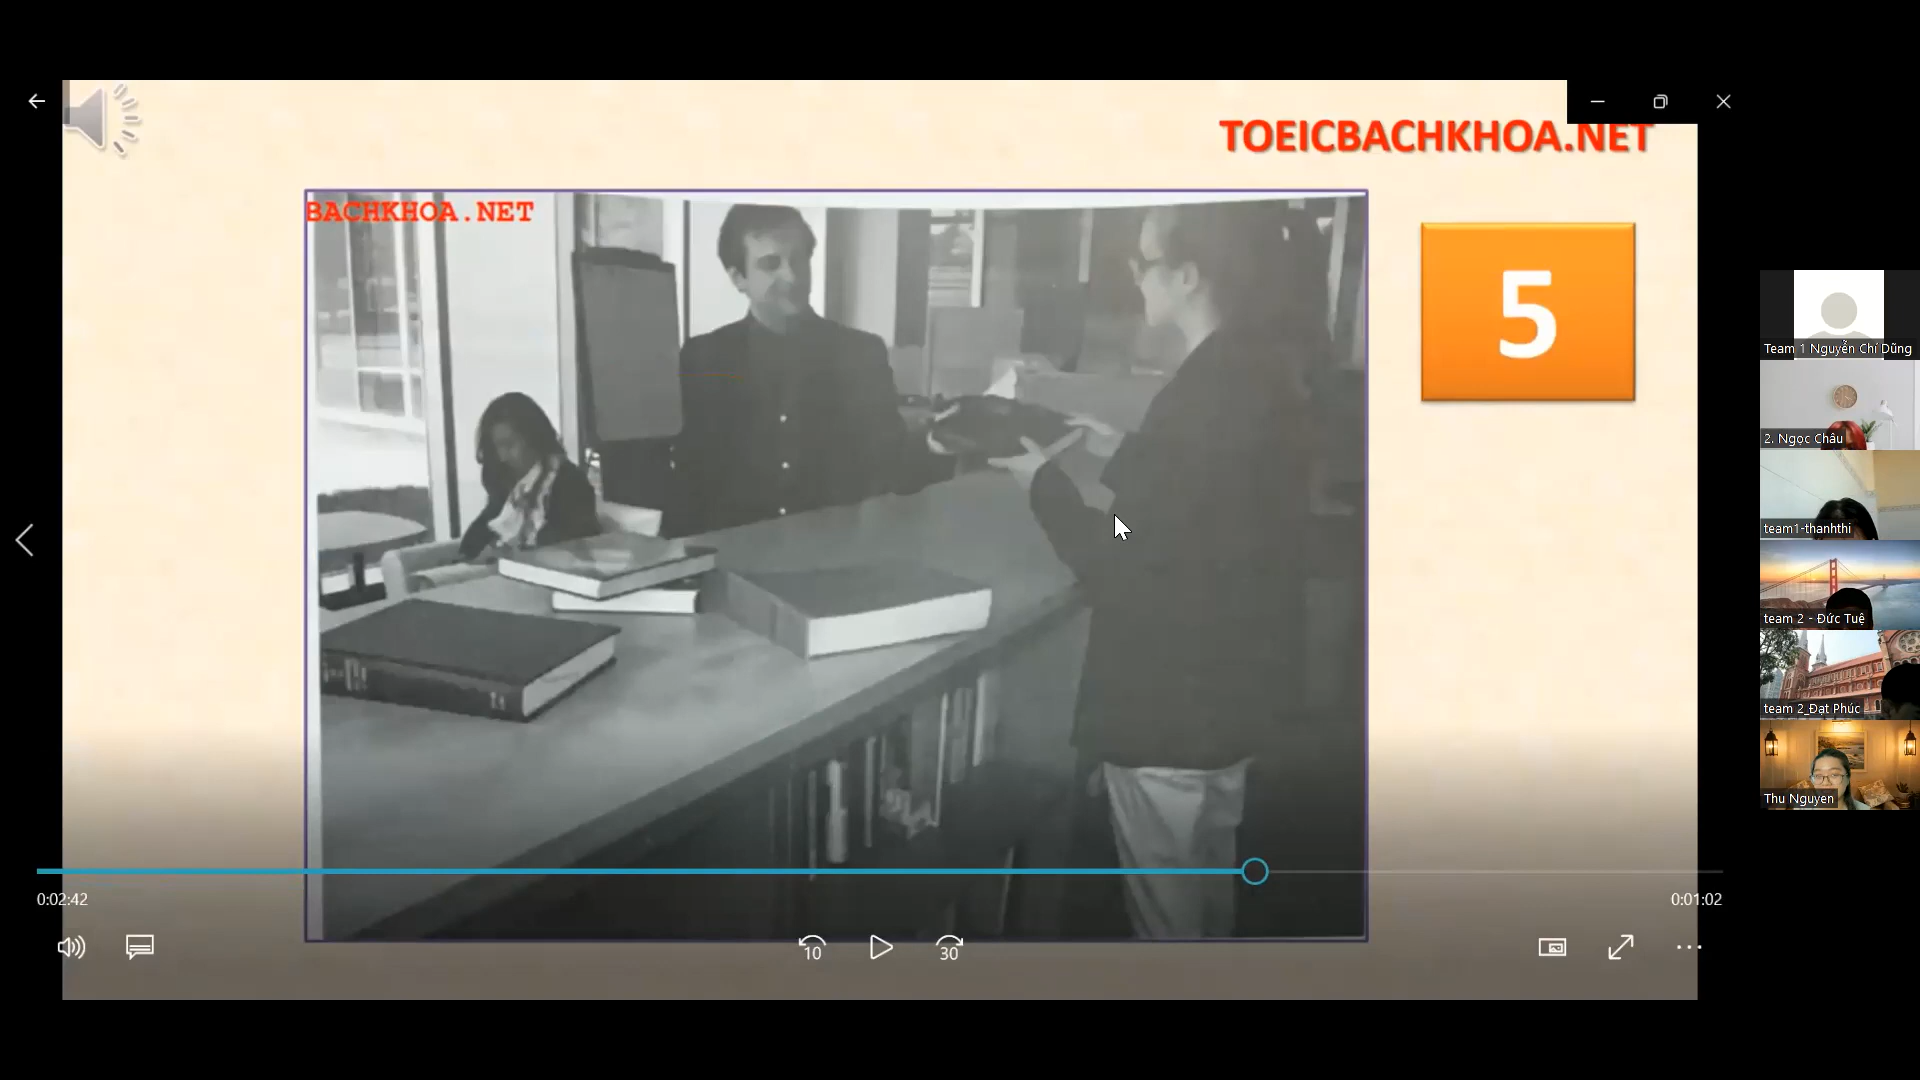 TOEICBACHKHOA.NET
BACHKHOA.NET
5
Team 1 Nguyễn Chí Dũng
2. Ngọc Châu
team1-thanhthi
team 2 - Đức Tuệ
team 2_Đạt Phúc
Thu Nguyen
0:02:42
0:01:02
10
30